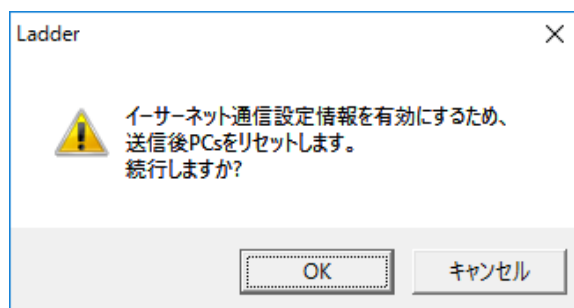 Ladder
イーサーネット通信設定情報を有効にするため、
送信後PCsをリセットします。
続行しますか?
OK
キャンセル